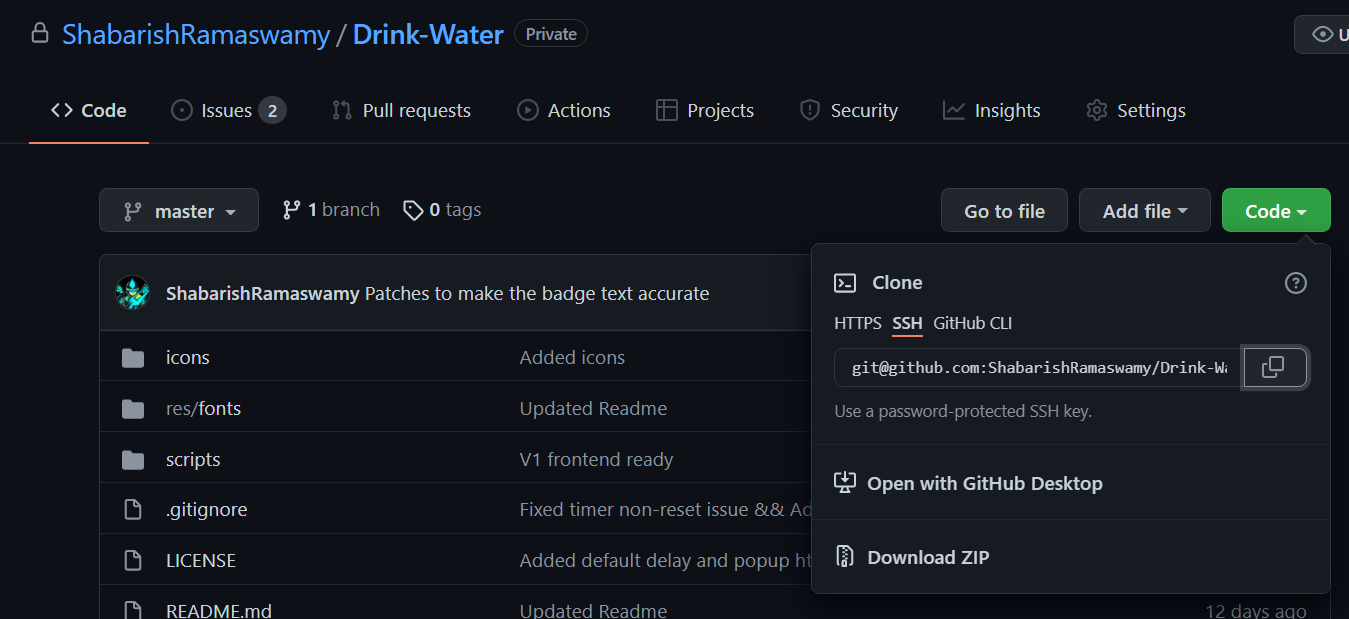 ShabarishRamaswamy / Drink-Water Private
Code Issues 2 Pull requests Actions Projects Security Insights Settings
master 1 branch 0 tags Go to file Add file Code
ShabarishRamaswamy Patches to make the badge text accurate
icons Added icons
res/fonts Updated Readme
scripts V1 frontend ready
.gitignore Fixed timer non-reset issue && Ad
LICENSE Added default delay and popup ht
README.md Updated Readme 12 days ago
Clone
HTTPS SSH GitHub CLI
git@github.com:ShabarishRamaswamy/Drink-Wa
Use a password-protected SSH key.
Open with GitHub Desktop
Download ZIP